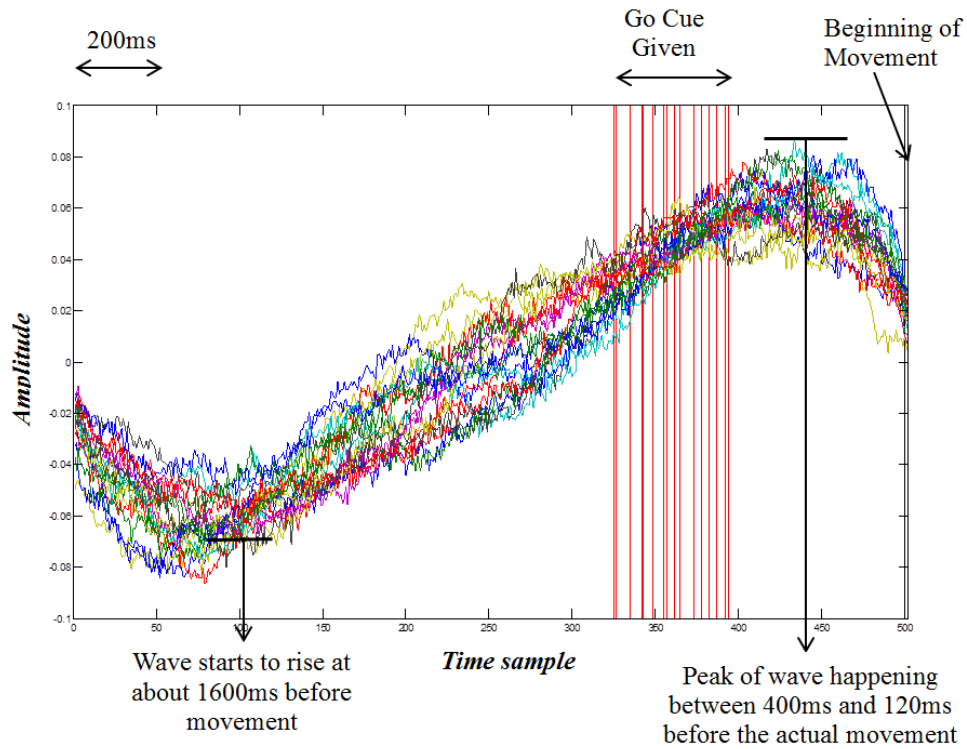 200ms
Go Cue
Given
Beginning of
Movement
0.1
0.08
0.06
0.04
0.02
0
-0.02
-0.04
-0.06
-0.08
-0.1
Amplitude
0
50
100
150
200
250
300
350
400
450
500
Time sample
Wave starts to rise at
about 1600ms before
movement
Peak of wave happening
between 400ms and 120ms
before the actual movement